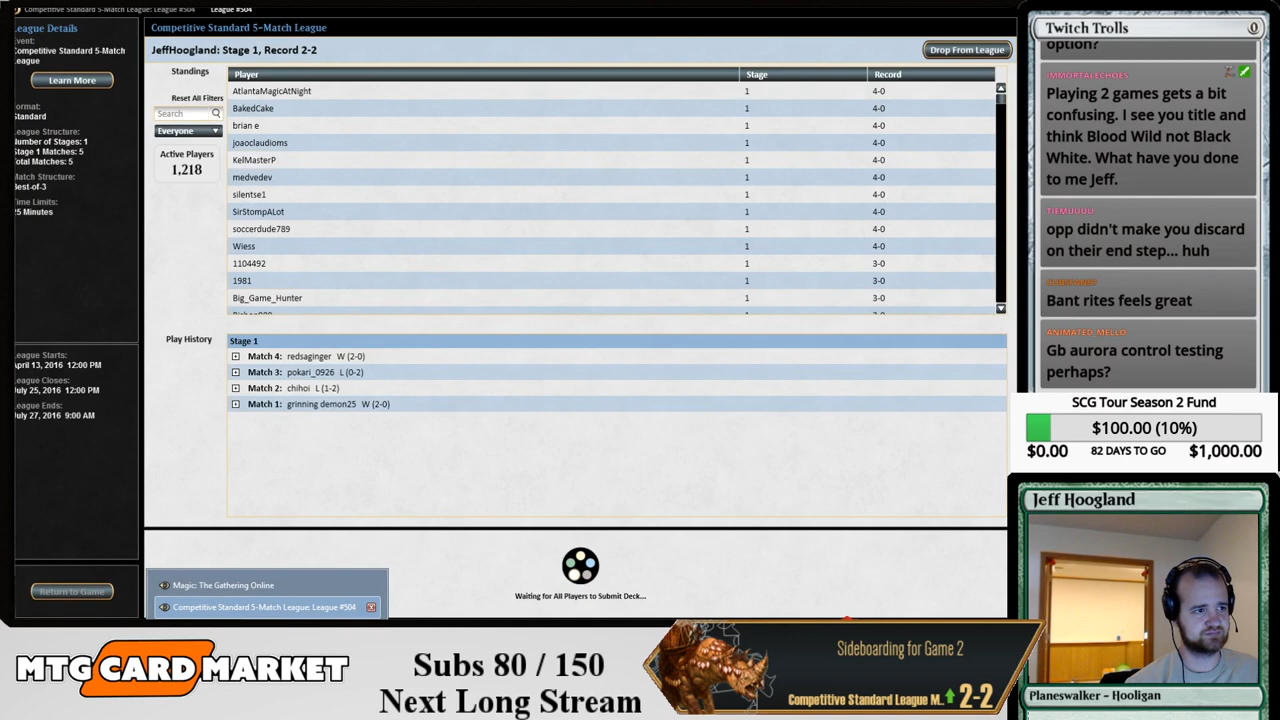 Competitive Standard 5-Match League: League #504
League #504
League Details
Event:
Competitive Standard 5-Match
League
Learn More
Format:
Standard
League Structure:
Number of Stages: 1
Stage 1 Matches: 5
Total Matches: 5
Match Structure:
Best-of-3
Time Limits:
25 Minutes
League Starts:
April 13, 2016 12:00 PM
League Closes:
July 25, 2016 12:00 PM
League Ends:
July 27, 2016 9:00 AM
Return to Game
Competitive Standard 5-Match League
JeffHoogland: Stage 1, Record 2-2
Drop From League
Standings
Reset All Filters
Search
Everyone
Active Players
1,218
Player Stage Record
AtlantaMagicAtNight 1 4-0
BakedCake 1 4-0
brian e 1 4-0
joaoclaudioms 1 4-0
KelMasterP 1 4-0
medvedev 1 4-0
silentse1 1 4-0
SirStompALot 1 4-0
soccerdude789 1 4-0
Wiess 1 4-0
1104492 1 3-0
1981 1 3-0
Big_Game_Hunter 1 3-0
Play History
Stage 1
Match 4: redsaginger W (2-0)
Match 3: pokari_0926 L (0-2)
Match 2: chihoi L (1-2)
Match 1: grinning demon25 W (2-0)
Waiting for All Players to Submit Deck...
Magic: The Gathering Online
Competitive Standard 5-Match League: League #504
Twitch Trolls
0
option?
IMMORTALECHOES
Playing 2 games gets a bit
confusing. I see you title and
think Blood Wild not Black
White. What have you done
to me Jeff.
TIEMUUUU
opp didn't make you discard
on their end step... huh
Bant rites feels great
ANIMATED_MELLO
Gb aurora control testing
perhaps?
SCG Tour Season 2 Fund
$100.00 (10%)
$0.00 82 DAYS TO GO $1,000.00
Jeff Hoogland
Planeswalker - Hooligan
MTG CARD MARKET
Subs 80 / 150
Next Long Stream
Sideboarding for Game 2
Competitive Standard League M.. 2-2